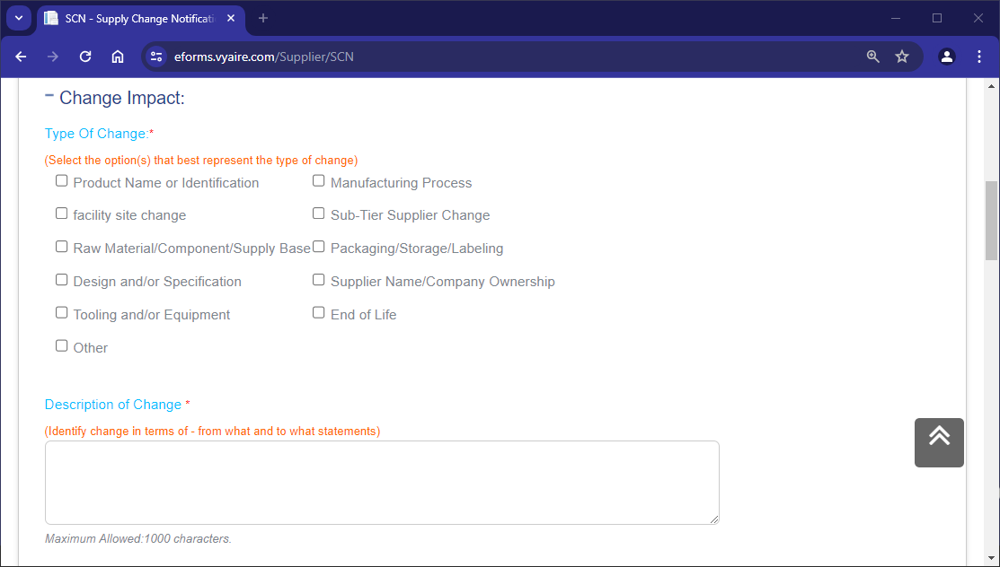 SCN - Supply Change Notificati
eforms.vyaire.com/Supplier/SCN
Change Impact:
Type Of Change:*
(Select the option(s) that best represent the type of change)
Product Name or Identification Manufacturing Process
facility site change Sub-Tier Supplier Change
Raw Material/Component/Supply Base Packaging/Storage/Labeling
Design and/or Specification Supplier Name/Company Ownership
Tooling and/or Equipment End of Life
Other
Description of Change *
(Identify change in terms of - from what and to what statements)
Maximum Allowed:1000 characters.